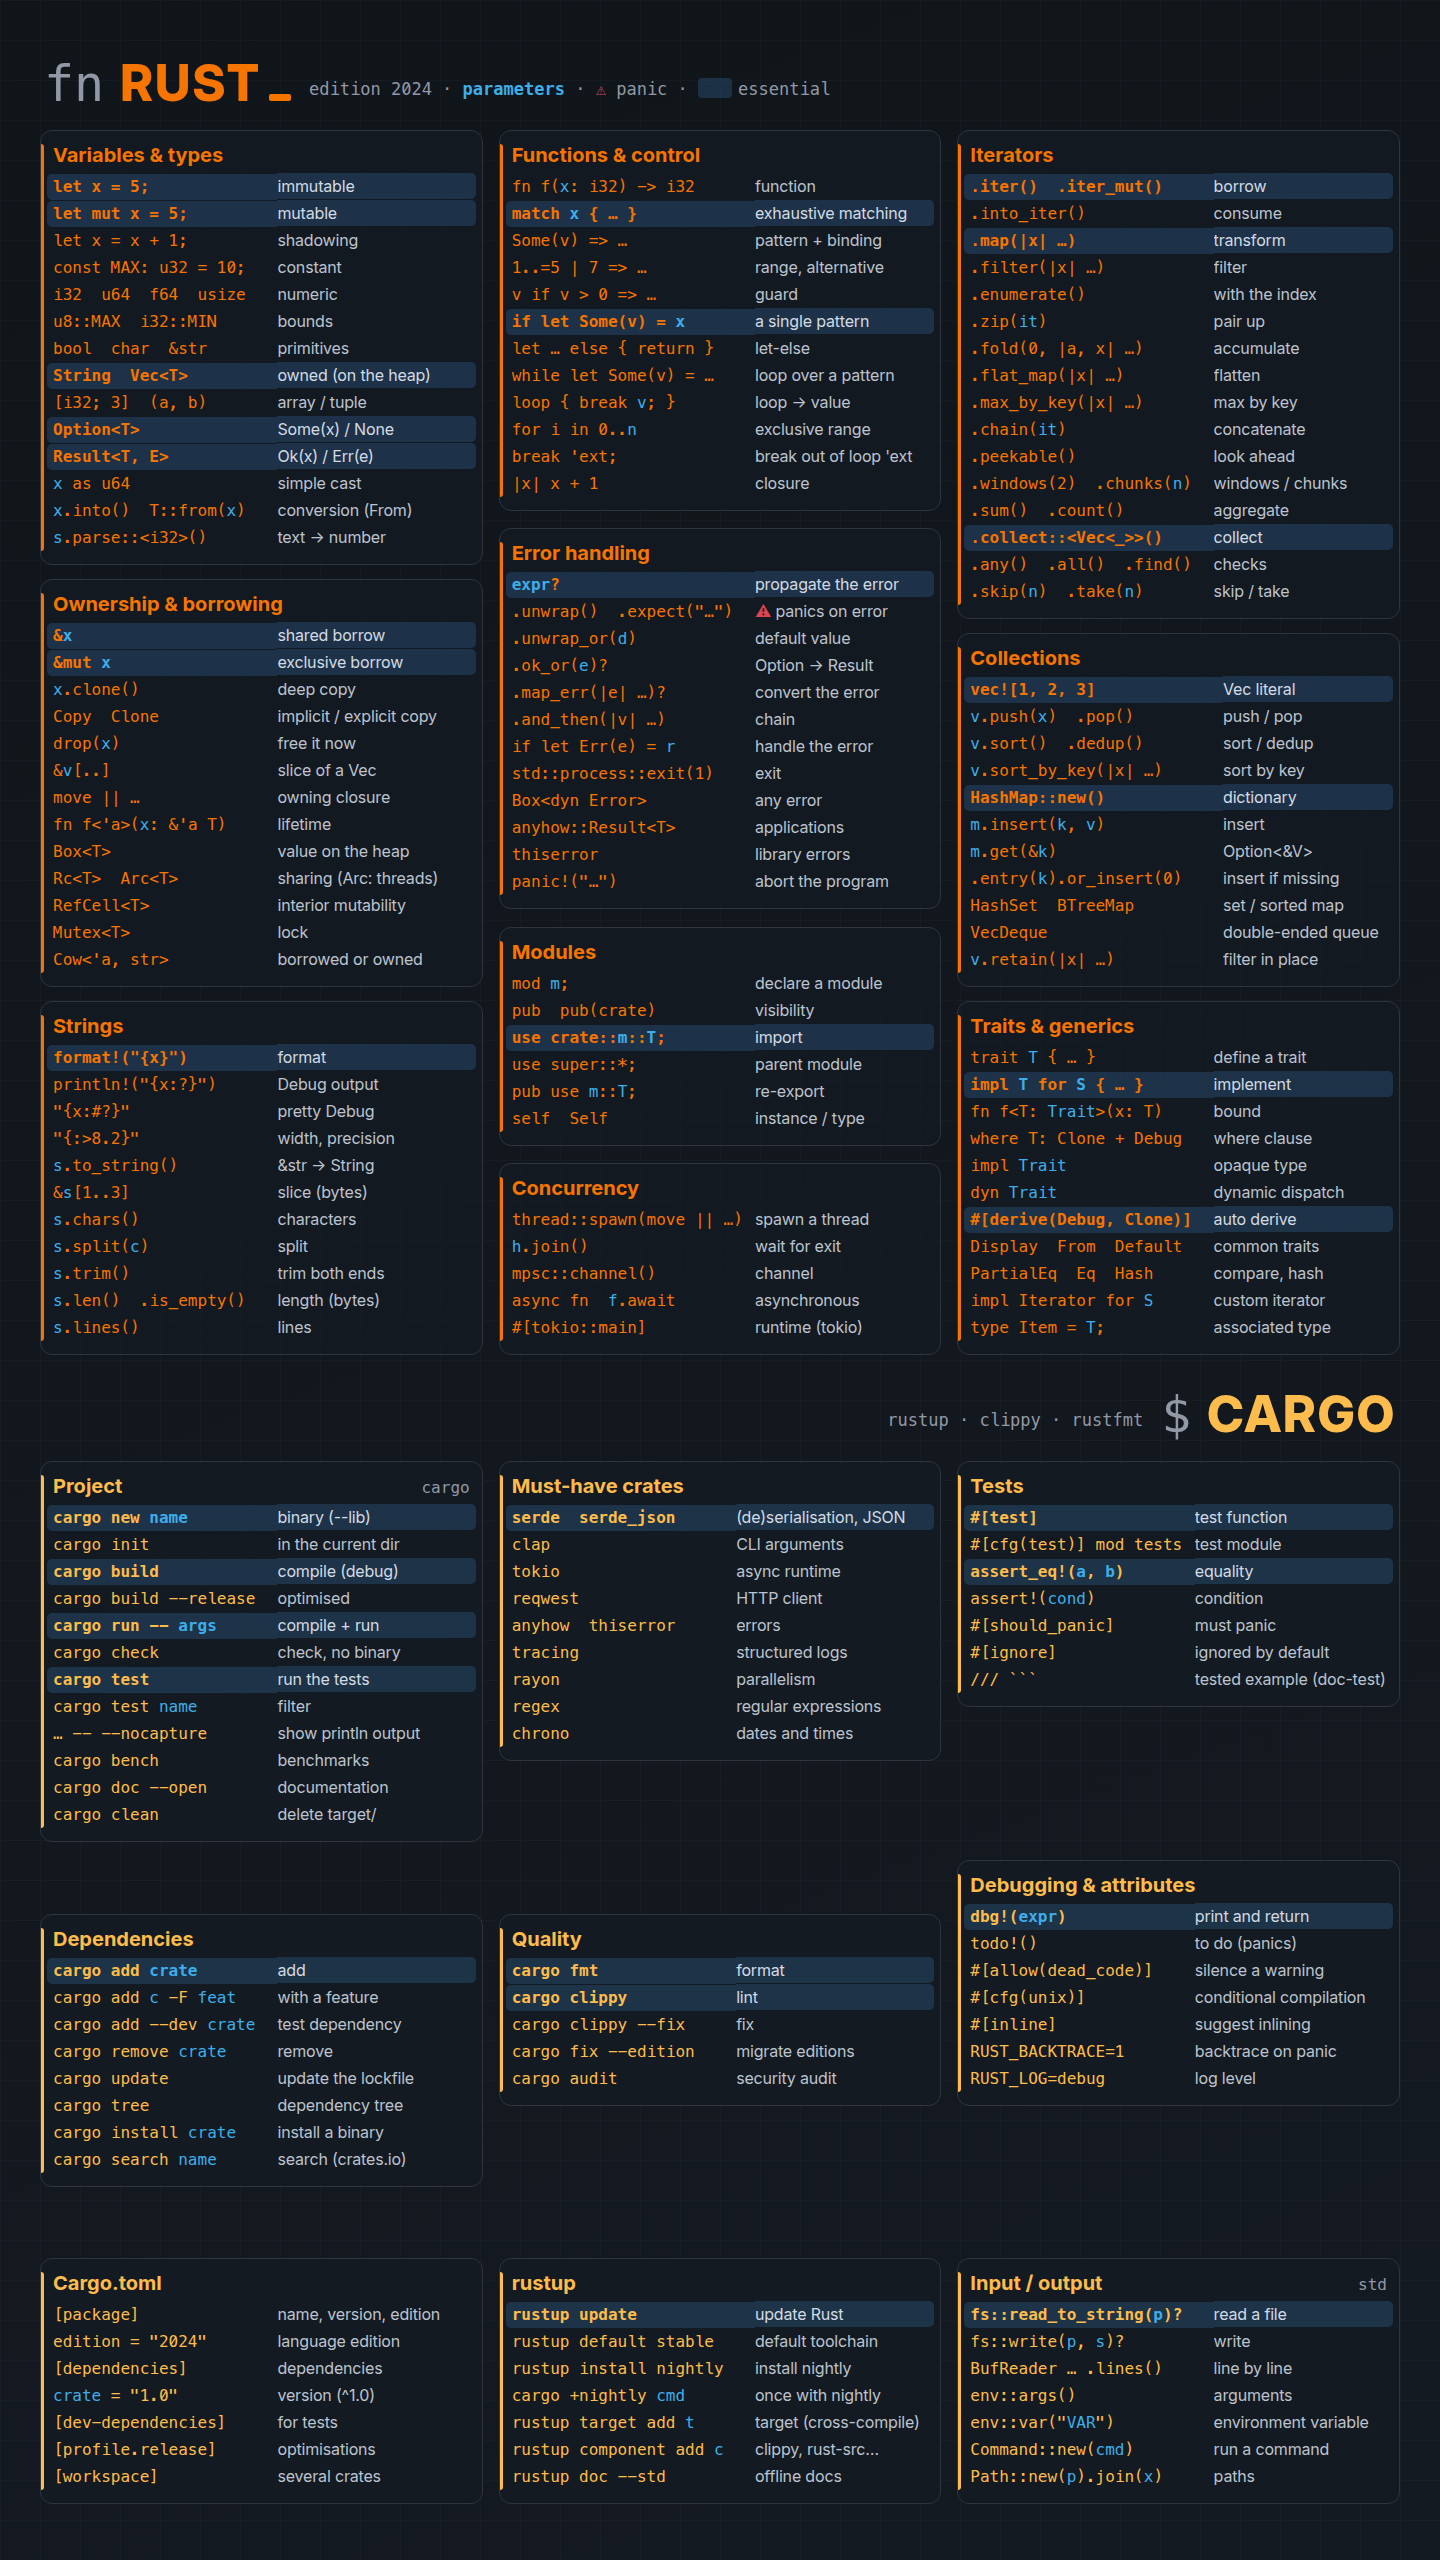 fn RUST_ edition 2024 · parameters · ⚠ panic · essential
Variables & types
let x = 5; immutable
let mut x = 5; mutable
let x = x + 1; shadowing
const MAX: u32 = 10; constant
i32 u64 f64 usize numeric
u8::MAX i32::MIN bounds
bool char &str primitives
String Vec<T> owned (on the heap)
[i32; 3] (a, b) array / tuple
Option<T> Some(x) / None
Result<T, E> Ok(x) / Err(e)
x as u64 simple cast
x.into() T::from(x) conversion (From)
s.parse::<i32>() text → number
Ownership & borrowing
&x shared borrow
&mut x exclusive borrow
x.clone() deep copy
Copy Clone implicit / explicit copy
drop(x) free it now
&v[..] slice of a Vec
move || … owning closure
fn f<'a>(x: &'a T) lifetime
Box<T> value on the heap
Rc<T> Arc<T> sharing (Arc: threads)
RefCell<T> interior mutability
Mutex<T> lock
Cow<'a, str> borrowed or owned
Strings
format!("{x}") format
println!("{x:?}") Debug output
"{x:#?}" pretty Debug
"{:>8.2}" width, precision
s.to_string() &str → String
&s[1..3] slice (bytes)
s.chars() characters
s.split(c) split
s.trim() trim both ends
s.len() .is_empty() length (bytes)
s.lines() lines
Functions & control
fn f(x: i32) -> i32 function
match x { … } exhaustive matching
Some(v) => … pattern + binding
1..=5 | 7 => … range, alternative
v if v > 0 => … guard
if let Some(v) = x a single pattern
let … else { return } let-else
while let Some(v) = … loop over a pattern
loop { break v; } loop → value
for i in 0..n exclusive range
break 'ext; break out of loop 'ext
|x| x + 1 closure
Error handling
expr? propagate the error
.unwrap() .expect("…") ⚠ panics on error
.unwrap_or(d) default value
.ok_or(e)? Option → Result
.map_err(|e| …)? convert the error
.and_then(|v| …) chain
if let Err(e) = r handle the error
std::process::exit(1) exit
Box<dyn Error> any error
anyhow::Result<T> applications
thiserror library errors
panic!("…") abort the program
Modules
mod m; declare a module
pub pub(crate) visibility
use crate::m::T; import
use super::*; parent module
pub use m::T; re-export
self Self instance / type
Concurrency
thread::spawn(move || …) spawn a thread
h.join() wait for exit
mpsc::channel() channel
async fn f.await asynchronous
#[tokio::main] runtime (tokio)
Iterators
.iter() .iter_mut() borrow
.into_iter() consume
.map(|x| …) transform
.filter(|x| …) filter
.enumerate() with the index
.zip(it) pair up
.fold(0, |a, x| …) accumulate
.flat_map(|x| …) flatten
.max_by_key(|x| …) max by key
.chain(it) concatenate
.peekable() look ahead
.windows(2) .chunks(n) windows / chunks
.sum() .count() aggregate
.collect::<Vec<_>>() collect
.any() .all() .find() checks
.skip(n) .take(n) skip / take
Collections
vec![1, 2, 3] Vec literal
v.push(x) .pop() push / pop
v.sort() .dedup() sort / dedup
v.sort_by_key(|x| …) sort by key
HashMap::new() dictionary
m.insert(k, v) insert
m.get(&k) Option<&V>
.entry(k).or_insert(0) insert if missing
HashSet BTreeMap set / sorted map
VecDeque double-ended queue
v.retain(|x| …) filter in place
Traits & generics
trait T { … } define a trait
impl T for S { … } implement
fn f<T: Trait>(x: T) bound
where T: Clone + Debug where clause
impl Trait opaque type
dyn Trait dynamic dispatch
#[derive(Debug, Clone)] auto derive
Display From Default common traits
PartialEq Eq Hash compare, hash
impl Iterator for S custom iterator
type Item = T; associated type
rustup · clippy · rustfmt $ CARGO
Project cargo
cargo new name binary (--lib)
cargo init in the current dir
cargo build compile (debug)
cargo build --release optimised
cargo run -- args compile + run
cargo check check, no binary
cargo test run the tests
cargo test name filter
… -- --nocapture show println output
cargo bench benchmarks
cargo doc --open documentation
cargo clean delete target/
Must-have crates
serde serde_json (de)serialisation, JSON
clap CLI arguments
tokio async runtime
reqwest HTTP client
anyhow thiserror errors
tracing structured logs
rayon parallelism
regex regular expressions
chrono dates and times
Tests
#[test] test function
#[cfg(test)] mod tests test module
assert_eq!(a, b) equality
assert!(cond) condition
#[should_panic] must panic
#[ignore] ignored by default
/// ``` tested example (doc-test)
Dependencies
cargo add crate add
cargo add c -F feat with a feature
cargo add --dev crate test dependency
cargo remove crate remove
cargo update update the lockfile
cargo tree dependency tree
cargo install crate install a binary
cargo search name search (crates.io)
Quality
cargo fmt format
cargo clippy lint
cargo clippy --fix fix
cargo fix --edition migrate editions
cargo audit security audit
Debugging & attributes
dbg!(expr) print and return
todo!() to do (panics)
#[allow(dead_code)] silence a warning
#[cfg(unix)] conditional compilation
#[inline] suggest inlining
RUST_BACKTRACE=1 backtrace on panic
RUST_LOG=debug log level
Cargo.toml
[package] name, version, edition
edition = "2024" language edition
[dependencies] dependencies
crate = "1.0" version (^1.0)
[dev-dependencies] for tests
[profile.release] optimisations
[workspace] several crates
rustup
rustup update update Rust
rustup default stable default toolchain
rustup install nightly install nightly
cargo +nightly cmd once with nightly
rustup target add t target (cross-compile)
rustup component add c clippy, rust-src…
rustup doc --std offline docs
Input / output std
fs::read_to_string(p)? read a file
fs::write(p, s)? write
BufReader … .lines() line by line
env::args() arguments
env::var("VAR") environment variable
Command::new(cmd) run a command
Path::new(p).join(x) paths